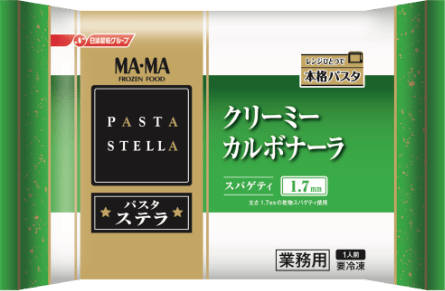 日清製粉グループ
MA·MA
FROZEN FOOD
PASTA
STELLA
パスタ
★ステラ★
レンジひとつで
本格パスタ
クリーミー
カルボナーラ
スパゲティ 1.7mm
太さ1.7mmの乾物スパゲティ使用
業務用
1人前
要冷凍